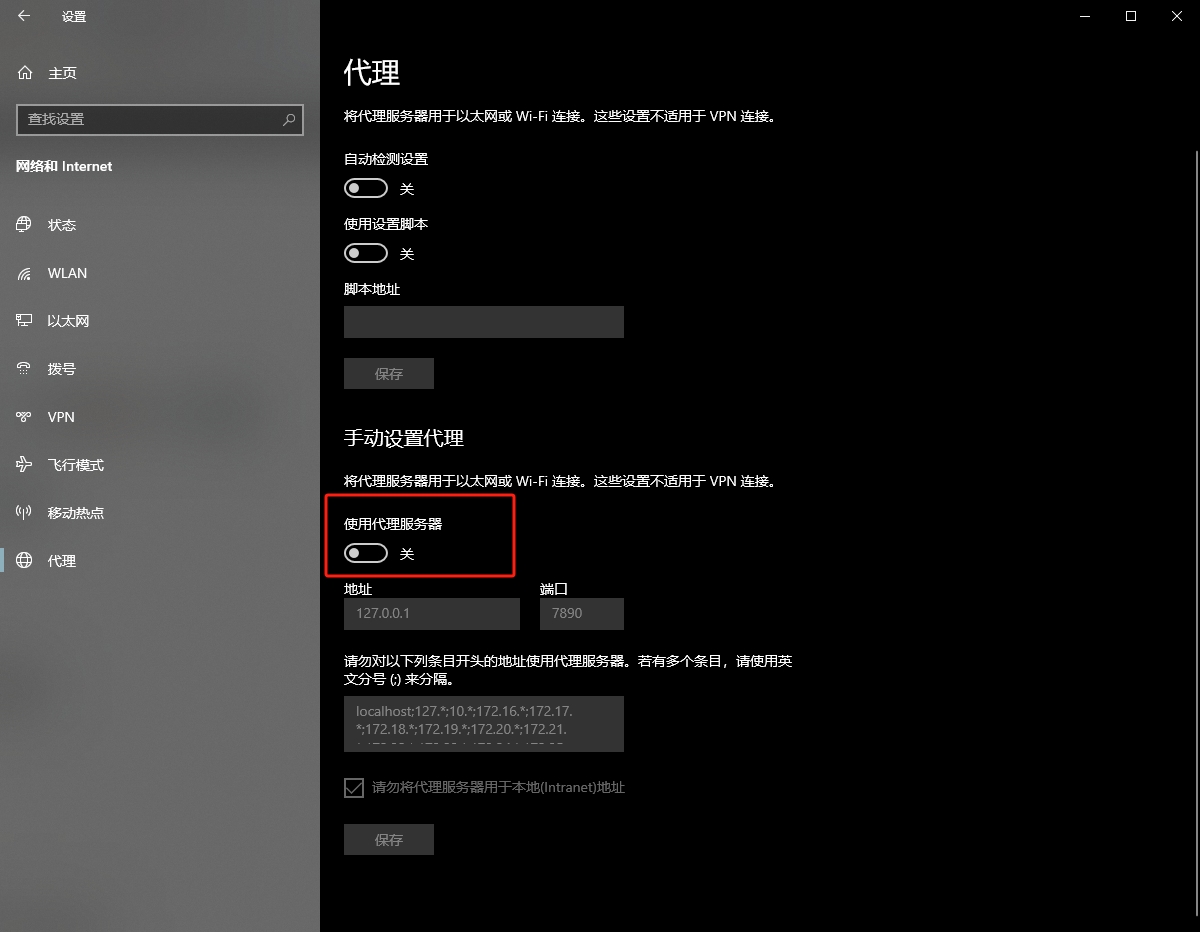 设置
主页
查找设置
网络和 Internet
状态
WLAN
以太网
拨号
VPN
飞行模式
移动热点
代理
代理
将代理服务器用于以太网或 Wi-Fi 连接。这些设置不适用于 VPN 连接。
自动检测设置
关
使用设置脚本
关
脚本地址
保存
手动设置代理
将代理服务器用于以太网或 Wi-Fi 连接。这些设置不适用于 VPN 连接。
使用代理服务器
关
地址 端口
127.0.0.1 7890
请勿对以下列条目开头的地址使用代理服务器。若有多个条目，请使用英
文分号 (;) 来分隔。
localhost;127.*;10.*;172.16.*;172.17.
*;172.18.*;172.19.*;172.20.*;172.21.
请勿将代理服务器用于本地(Intranet)地址
保存